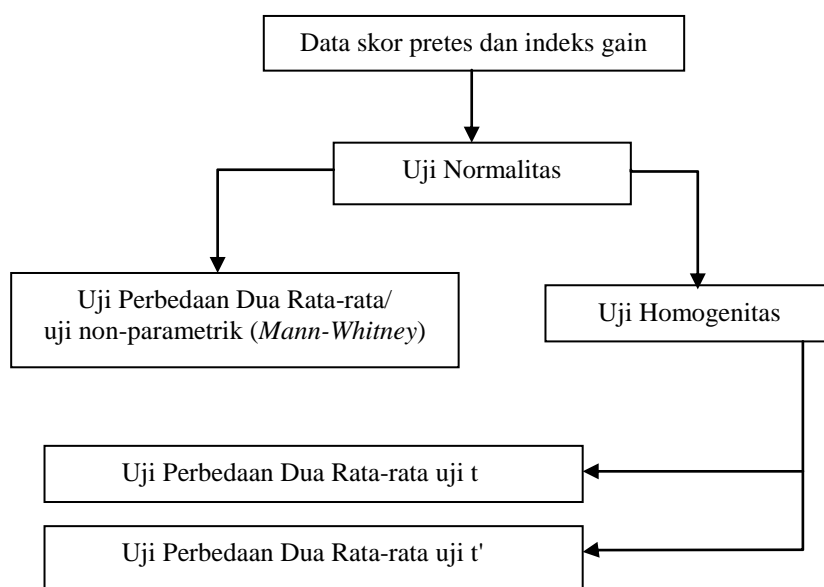 Data skor pretes dan indeks gain
Uji Normalitas
Uji Perbedaan Dua Rata-rata/
uji non-parametrik (Mann-Whitney)
Uji Homogenitas
Uji Perbedaan Dua Rata-rata uji t
Uji Perbedaan Dua Rata-rata uji t'